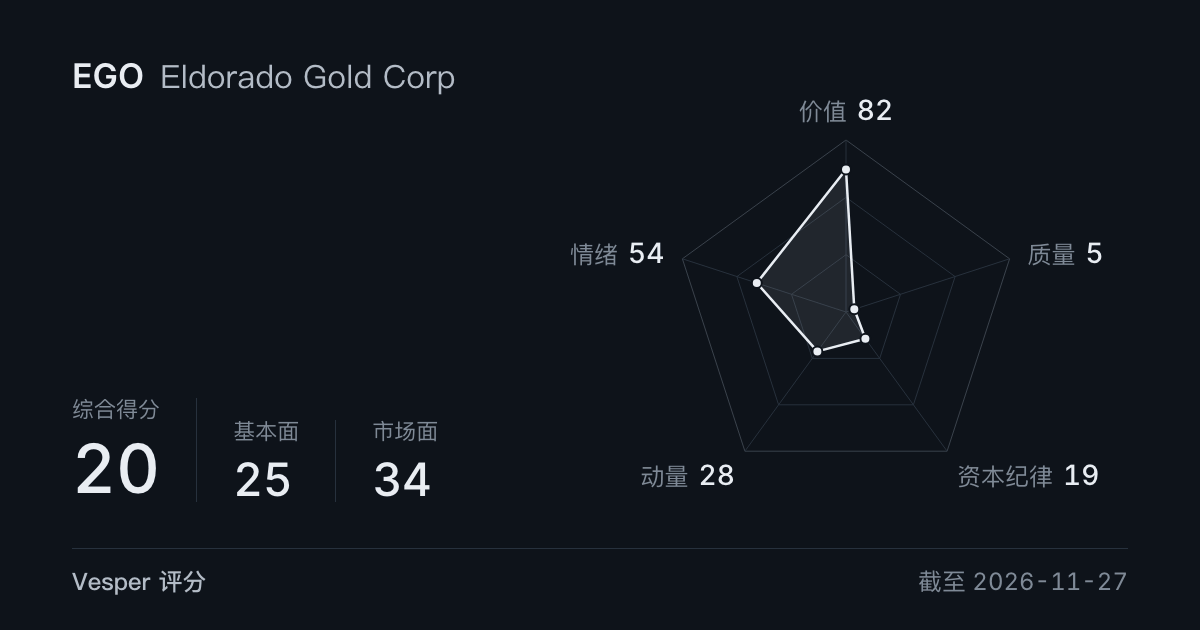 EGO Eldorado Gold Corp
价值 82
情绪 54
质量 5
动量 28
资本纪律 19
综合得分
20
基本面
25
市场面
34
Vesper 评分
截至 2026-11-27